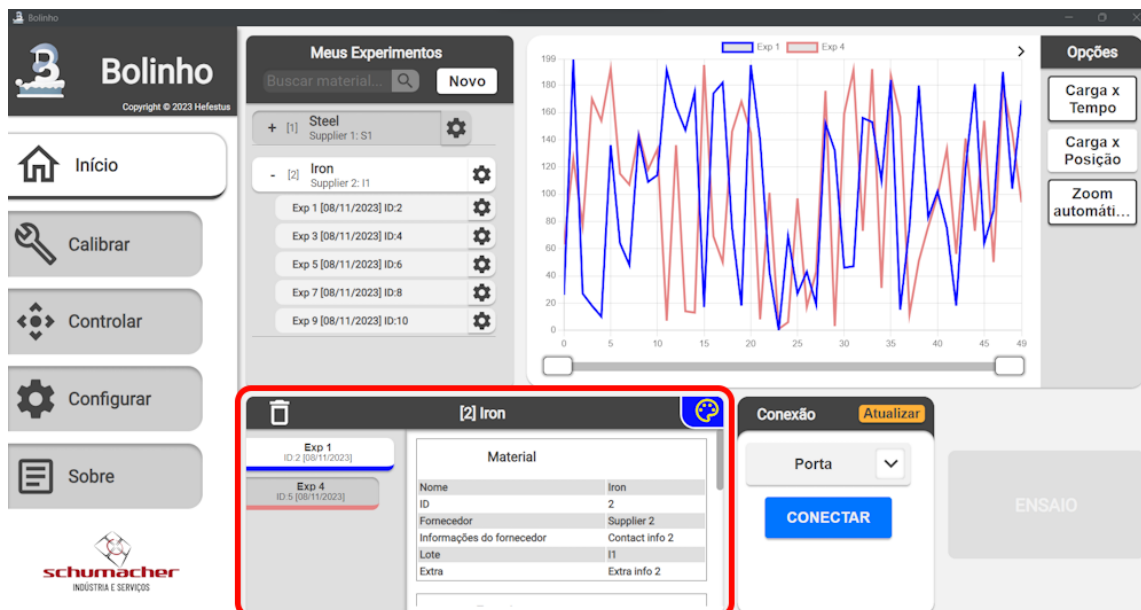 Bolinho
Bolinho
Copyright © 2023 Hefestus
Início
Calibrar
Controlar
Configurar
Sobre
schumacher
INDÚSTRIA E SERVIÇOS
Meus Experimentos
Buscar material...
Novo
+ [1] Steel
Supplier 1: S1
- [2] Iron
Supplier 2: I1
Exp 1 [08/11/2023] ID:2
Exp 3 [08/11/2023] ID:4
Exp 5 [08/11/2023] ID:6
Exp 7 [08/11/2023] ID:8
Exp 9 [08/11/2023] ID:10
Exp 1 Exp 4
199
180
160
140
120
100
80
60
40
20
0
0 5 10 15 20 25 30 35 40 45 49
Opções
Carga x
Tempo
Carga x
Posição
Zoom
automáti...
[2] Iron
Exp 1
ID:2 [08/11/2023]
Exp 4
ID:5 [08/11/2023]
Material
Nome Iron
ID 2
Fornecedor Supplier 2
Informações do fornecedor Contact info 2
Lote I1
Extra Extra info 2
Conexão
Atualizar
Porta
CONECTAR
ENSAIO